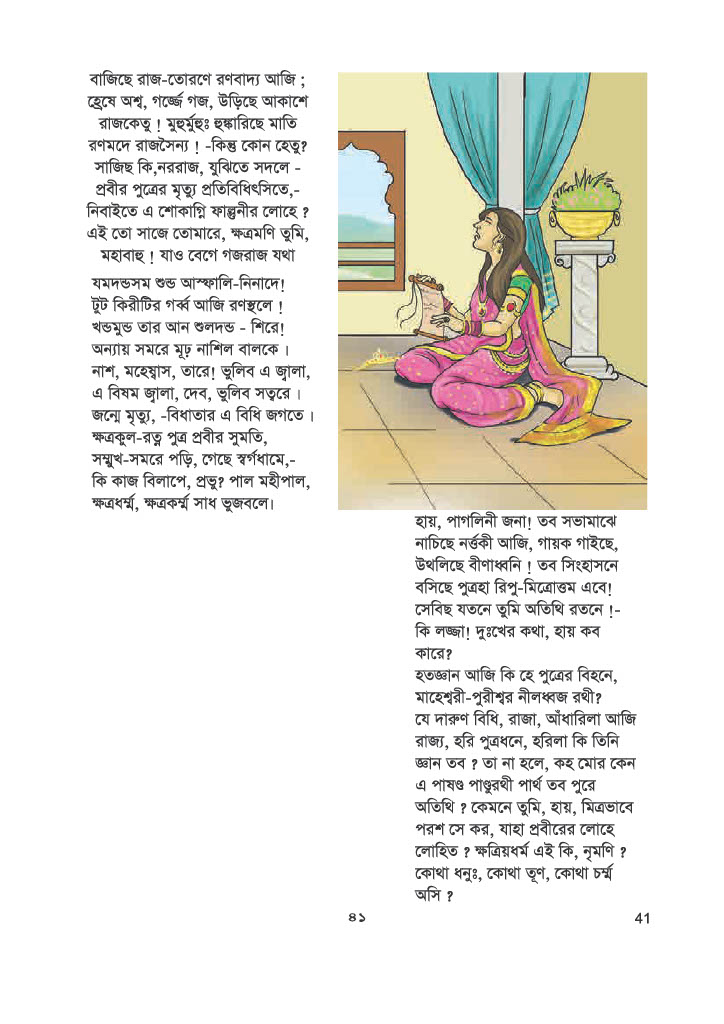 বাজিছে রাজ-তোরণে রণবাদ্য আজি ;
হ্রেষে অশ্ব, গর্জ্জে গজ, উড়িছে আকাশে
রাজকেতু ! মুহুর্মুহুঃ হুঙ্কারিছে মাতি
রণমদে রাজসৈন্য ! -কিন্তু কোন হেতু?
সাজিছ কি,নররাজ, যুঝিতে সদলে -
প্রবীর পুত্রের মৃত্যু প্রতিবিধিৎসিতে,-
নিবাইতে এ শোকাগ্নি ফাল্গুনীর লোহে ?
এই তো সাজে তোমারে, ক্ষত্রমণি তুমি,
মহাবাহু ! যাও বেগে গজরাজ যথা
যমদন্ডসম শুন্ড আস্ফালি-নিনাদে!
টুট কিরীটির গর্ব্ব আজি রণস্থলে !
খন্ডমুন্ড তার আন শুলদন্ড - শিরে!
অন্যায় সমরে মূঢ় নাশিল বালকে ।
নাশ, মহেষ্বাস, তারে! ভুলিব এ জ্বালা,
এ বিষম জ্বালা, দেব, ভুলিব সত্বরে ।
জন্মে মৃত্যু, -বিধাতার এ বিধি জগতে ।
ক্ষত্রকুল-রত্ন পুত্র প্রবীর সুমতি,
সম্মুখ-সমরে পড়ি, গেছে স্বর্গধামে,-
কি কাজ বিলাপে, প্রভু? পাল মহীপাল,
ক্ষত্রধর্ম্ম, ক্ষত্রকর্ম্ম সাধ ভুজবলে।
হায়, পাগলিনী জনা! তব সভামাঝে
নাচিছে নর্ত্তকী আজি, গায়ক গাইছে,
উথলিছে বীণাধ্বনি ! তব সিংহাসনে
বসিছে পুত্রহা রিপু-মিত্রোত্তম এবে!
সেবিছ যতনে তুমি অতিথি রতনে !-
কি লজ্জা! দুঃখের কথা, হায় কব
কারে?
হতজ্ঞান আজি কি হে পুত্রের বিহনে,
মাহেশ্বরী-পুরীশ্বর নীলধ্বজ রথী?
যে দারুণ বিধি, রাজা, আঁধারিলা আজি
রাজ্য, হরি পুত্রধনে, হরিলা কি তিনি
জ্ঞান তব ? তা না হলে, কহ মোর কেন
এ পাষণ্ড পাণ্ডুরথী পার্থ তব পুরে
অতিথি ? কেমনে তুমি, হায়, মিত্রভাবে
পরশ সে কর, যাহা প্রবীরের লোহে
লোহিত ? ক্ষত্রিয়ধর্ম এই কি, নৃমণি ?
কোথা ধনুঃ, কোথা তূণ, কোথা চর্ম্ম
অসি ?
৪১
41